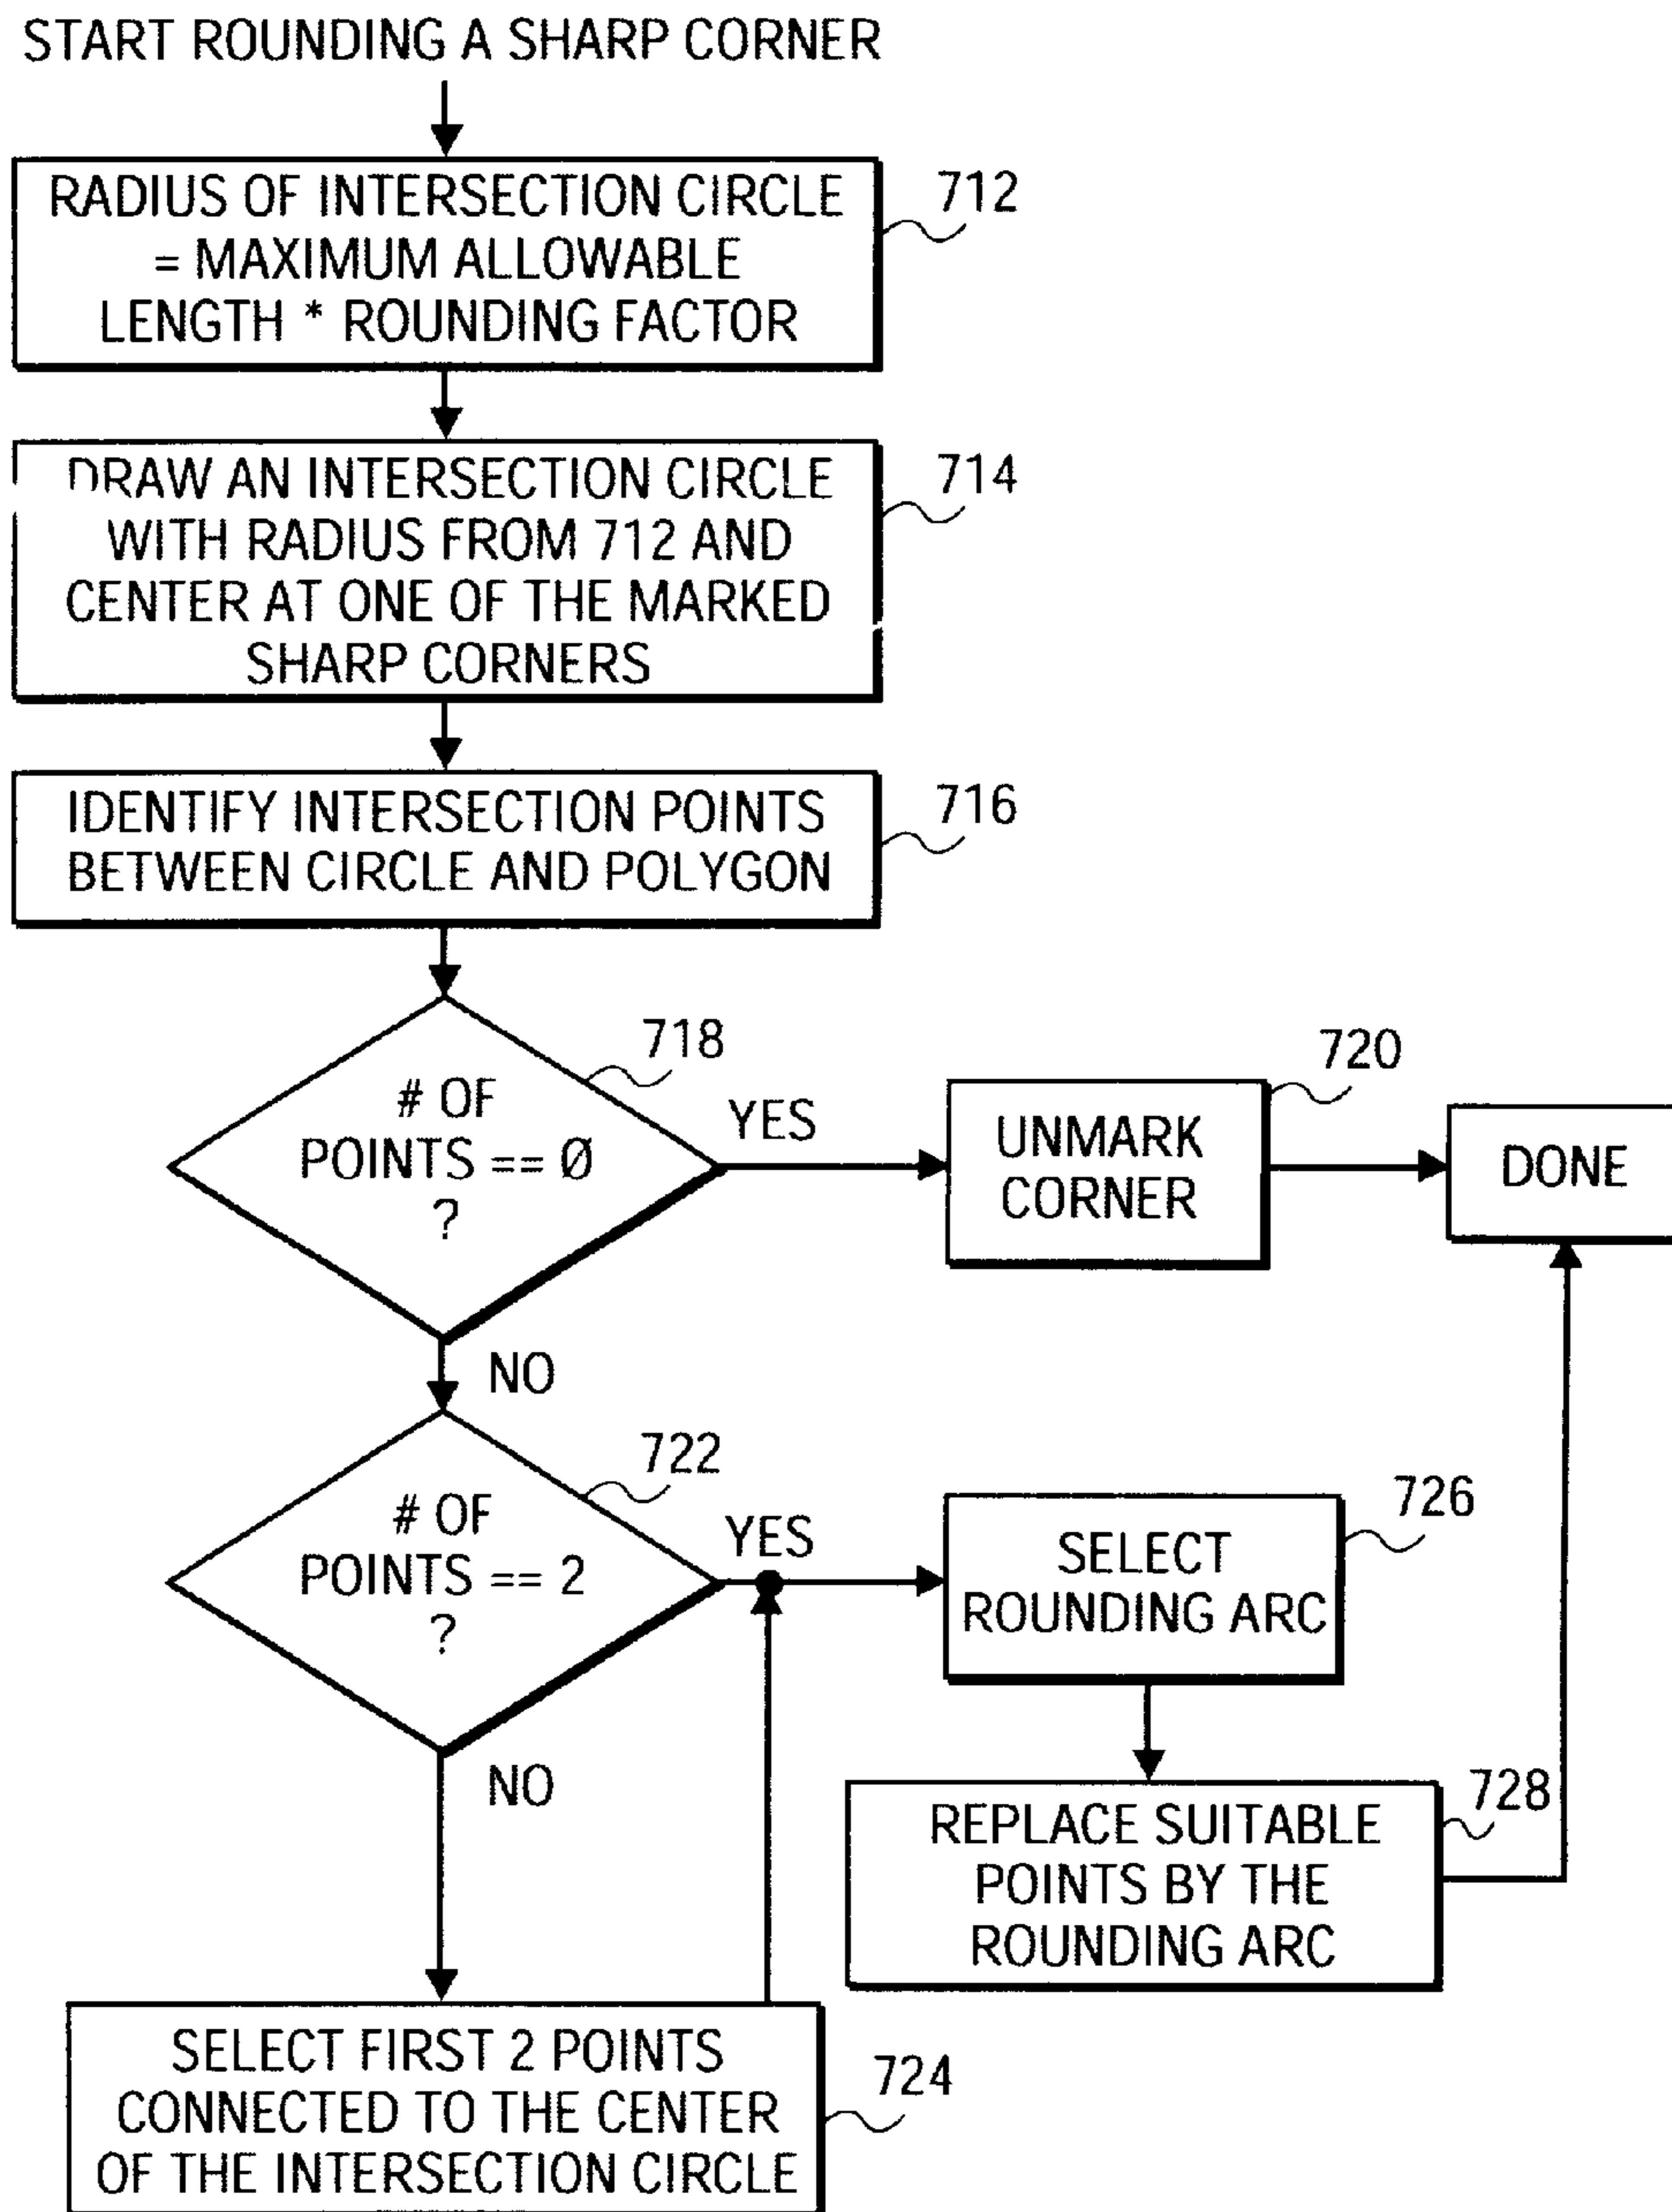 START ROUNDING A SHARP CORNER
RADIUS OF INTERSECTION CIRCLE
= MAXIMUM ALLOWABLE
LENGTH * ROUNDING FACTOR
712
DRAW AN INTERSECTION CIRCLE
WITH RADIUS FROM 712 AND
CENTER AT ONE OF THE MARKED
SHARP CORNERS
714
IDENTIFY INTERSECTION POINTS
BETWEEN CIRCLE AND POLYGON
716
# OF
POINTS == Ø
?
718
YES
UNMARK
CORNER
720
DONE
NO
# OF
POINTS == 2
?
722
YES
SELECT
ROUNDING ARC
726
NO
REPLACE SUITABLE
POINTS BY THE
ROUNDING ARC
728
SELECT FIRST 2 POINTS
CONNECTED TO THE CENTER
OF THE INTERSECTION CIRCLE
724